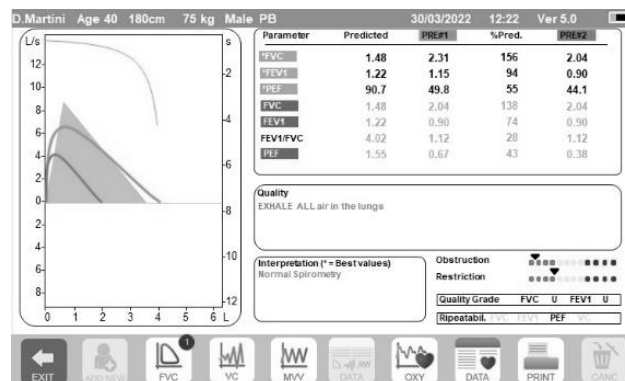 D.Martini Age 40 180cm 75 kg Male PB 30/03/2022 12:22 Ver 5.0
L/s s
12-
10-
8-
6-
4-
2-
0-
2-
4-
6-
8-
-2
-4
-6
-8
-10
-12
0 1 2 3 4 5 6 L
Parameter Predicted PRE#1 %Pred. PRE#2
*FVC 1.48 2.31 156 2.04
*FEV1 1.22 1.15 94 0.90
*PEF 90.7 49.8 55 44.1
FVC 1.48 2.04 138 2.04
FEV1 1.22 0.90 74 0.90
FEV1/FVC 4.02 1.12 28 1.12
PEF 1.55 0.67 43 0.38
Quality
EXHALE ALL air in the lungs
Interpretation (* = Best values)
Normal Spirometry
Obstruction
Restriction
Quality Grade FVC U FEV1 U
Ripeatabil. FVC FEV1 PEF VC
EXIT
ADD NEW
1
FVC
VC
MVV
DATA
OXY
DATA
PRINT
CANC